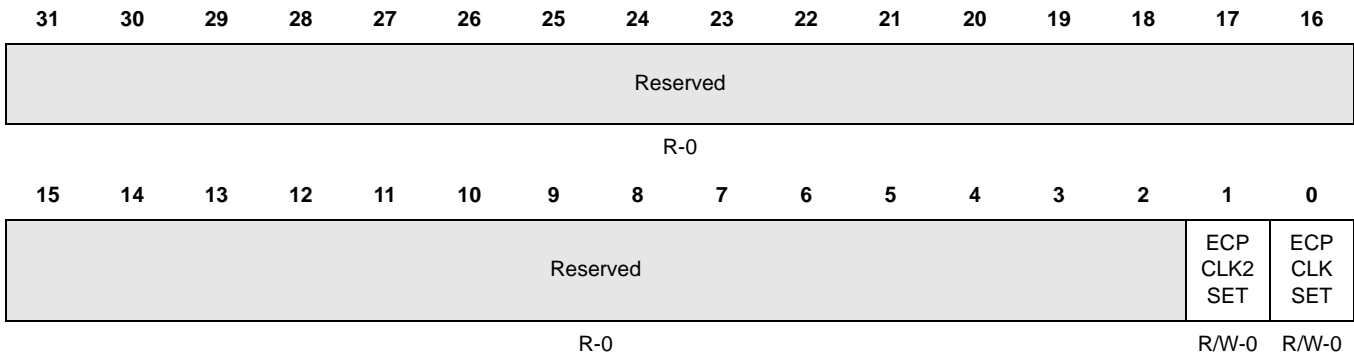 31 30 29 28 27 26 25 24 23 22 21 20 19 18 17 16
Reserved
R-0
15 14 13 12 11 10 9 8 7 6 5 4 3 2 1 0
Reserved
ECP CLK2 SET
ECP CLK SET
R-0 R/W-0 R/W-0